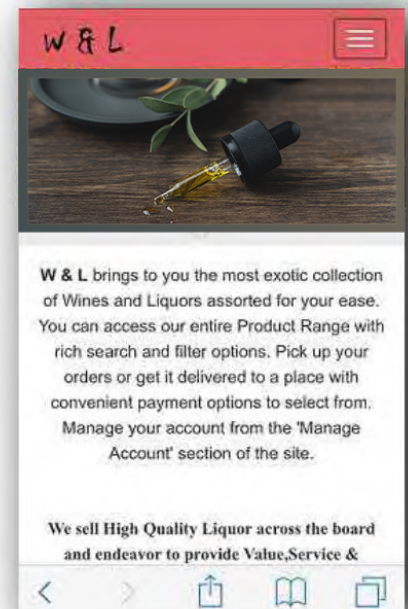 W & L
W & L brings to you the most exotic collection
of Wines and Liquors assorted for your ease.
You can access our entire Product Range with
rich search and filter options. Pick up your
orders or get it delivered to a place with
convenient payment options to select from.
Manage your account from the 'Manage
Account' section of the site.
We sell High Quality Liquor across the board
and endeavor to provide Value,Service &